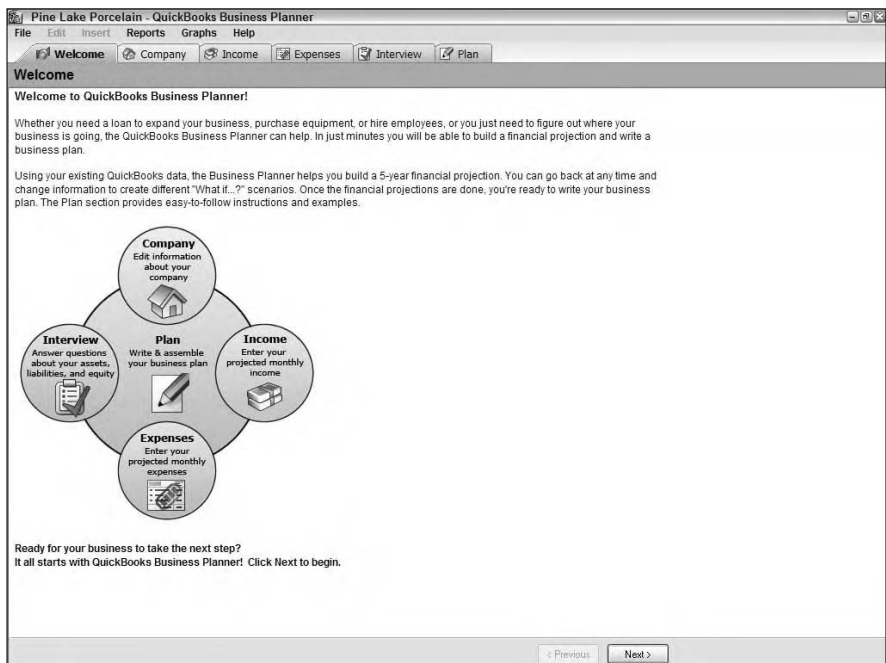 Pine Lake Porcelain - QuickBooks Business Planner
File Edit Insert Reports Graphs Help
Welcome Company Income Expenses Interview Plan
Welcome
Welcome to QuickBooks Business Planner!
Whether you need a loan to expand your business, purchase equipment, or hire employees, or you just need to figure out where your
business is going, the QuickBooks Business Planner can help. In just minutes you will be able to build a financial projection and write a
business plan.
Using your existing QuickBooks data, the Business Planner helps you build a 5-year financial projection. You can go back at any time and
change information to create different "What if...?" scenarios. Once the financial projections are done, you're ready to write your business
plan. The Plan section provides easy-to-follow instructions and examples.
Company
Edit information
about your
company
Interview
Answer questions
about your assets,
liabilities, and equity
Plan
Write & assemble
your business plan
Income
Enter your
projected monthly
income
Expenses
Enter your
projected monthly
expenses
Ready for your business to take the next step?
It all starts with QuickBooks Business Planner! Click Next to begin.
< Previous Next >